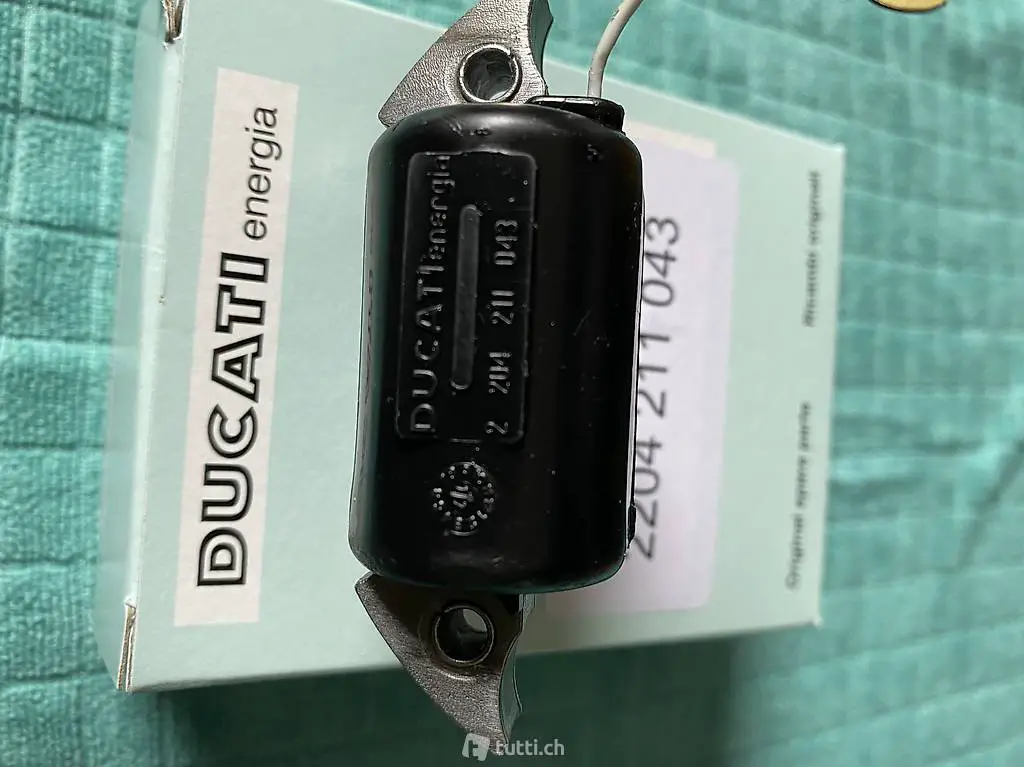 DUCATI energia
DUCATI energia
2 204 211 043
2204 211 043
Original spare parts
Ricambi originali
tutti.ch